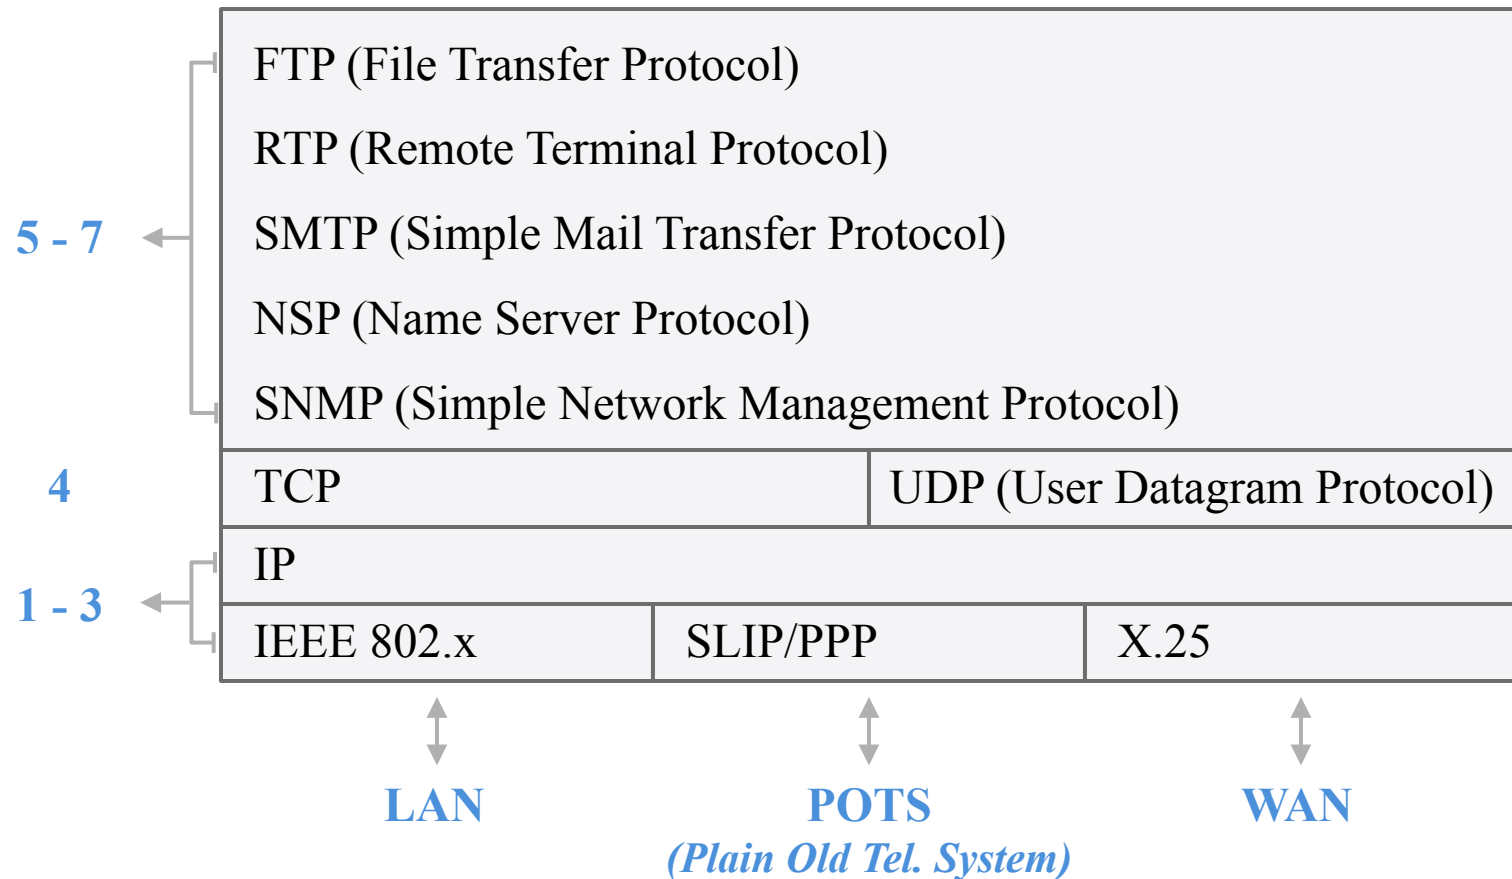 FTP (File Transfer Protocol)
RTP (Remote Terminal Protocol)
5 - 7
SMTP (Simple Mail Transfer Protocol)
NSP (Name Server Protocol)
SNMP (Simple Network Management Protocol)
4
TCP
UDP (User Datagram Protocol)
IP
1 - 3
IEEE 802.x
SLIP/PPP
X.25
LAN
POTS
WAN
(Plain Old Tel. System)